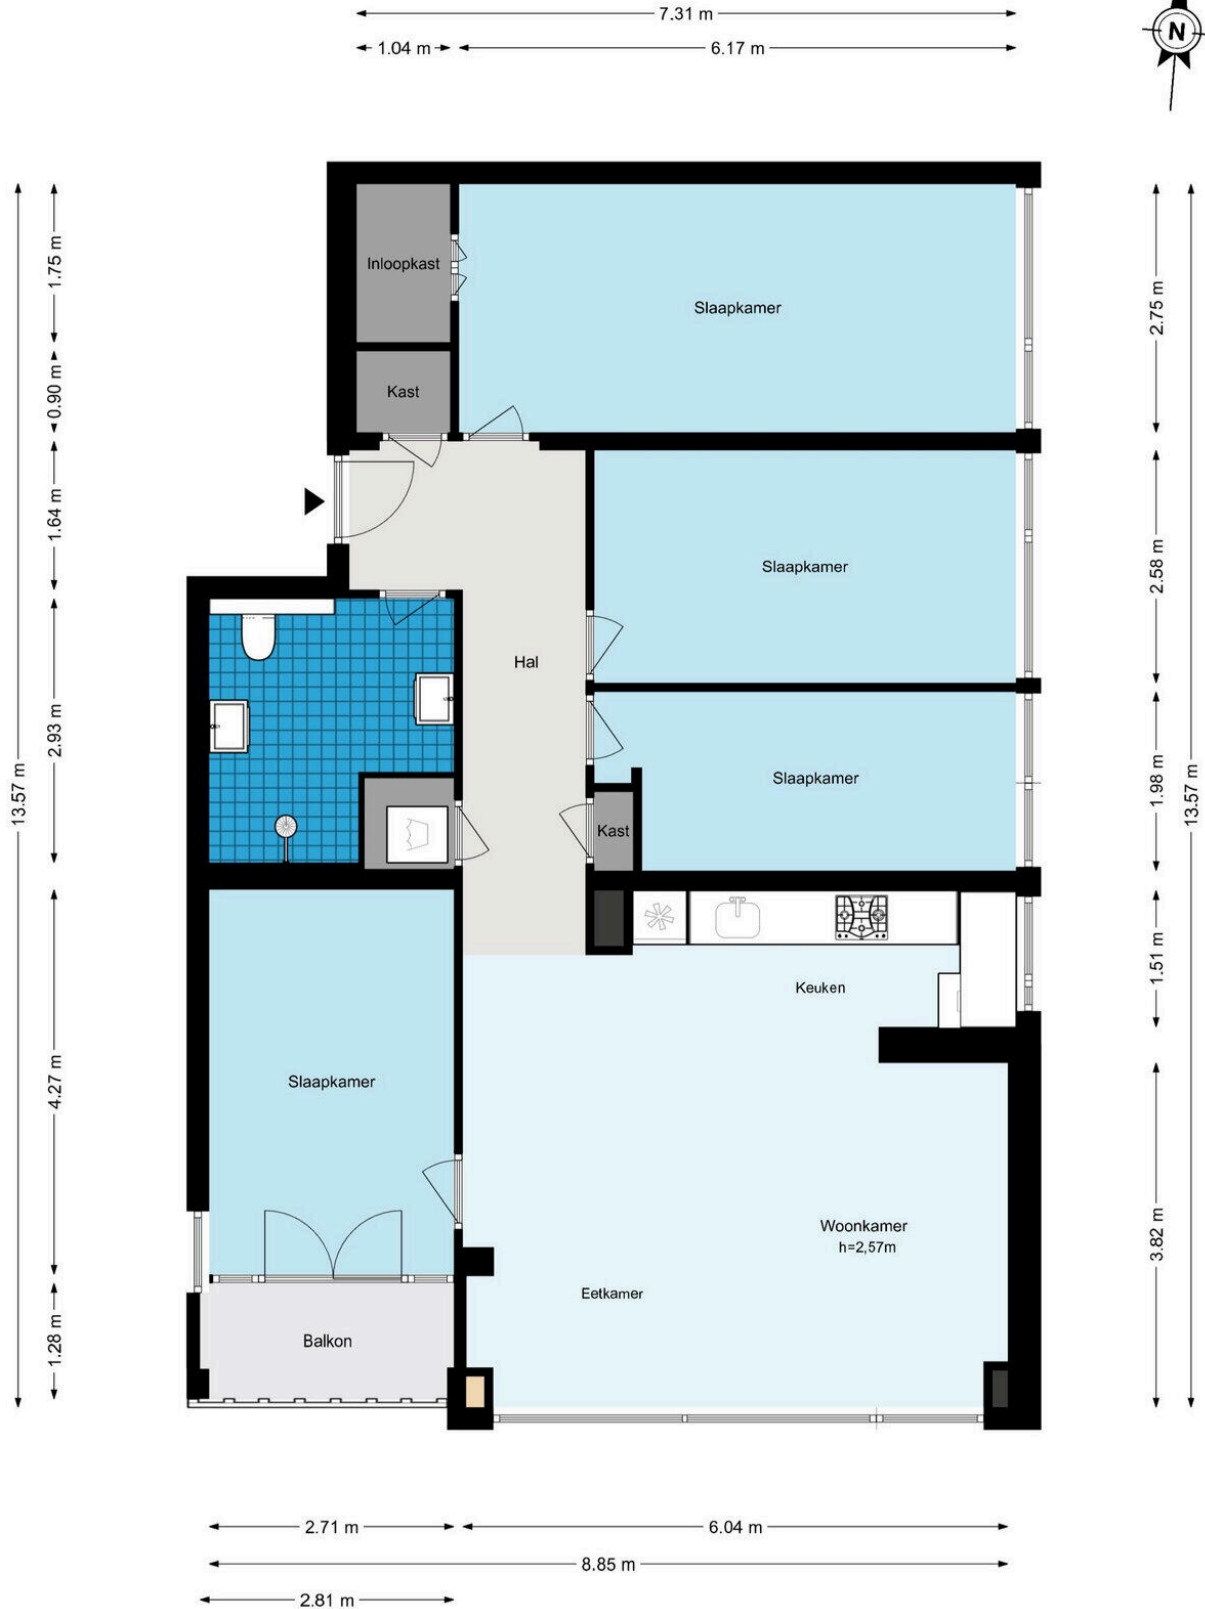 7.31 m
1.04 m
6.17 m
N
1.75 m
0.90 m
1.64 m
2.93 m
13.57 m
4.27 m
1.28 m
Inloopkast
Slaapkamer
Kast
Slaapkamer
Hal
Slaapkamer
Kast
Keuken
Slaapkamer
Woonkamer
h=2,57m
Eetkamer
Balkon
2.75 m
2.58 m
1.98 m
13.57 m
1.51 m
3.82 m
2.71 m
6.04 m
8.85 m
2.81 m